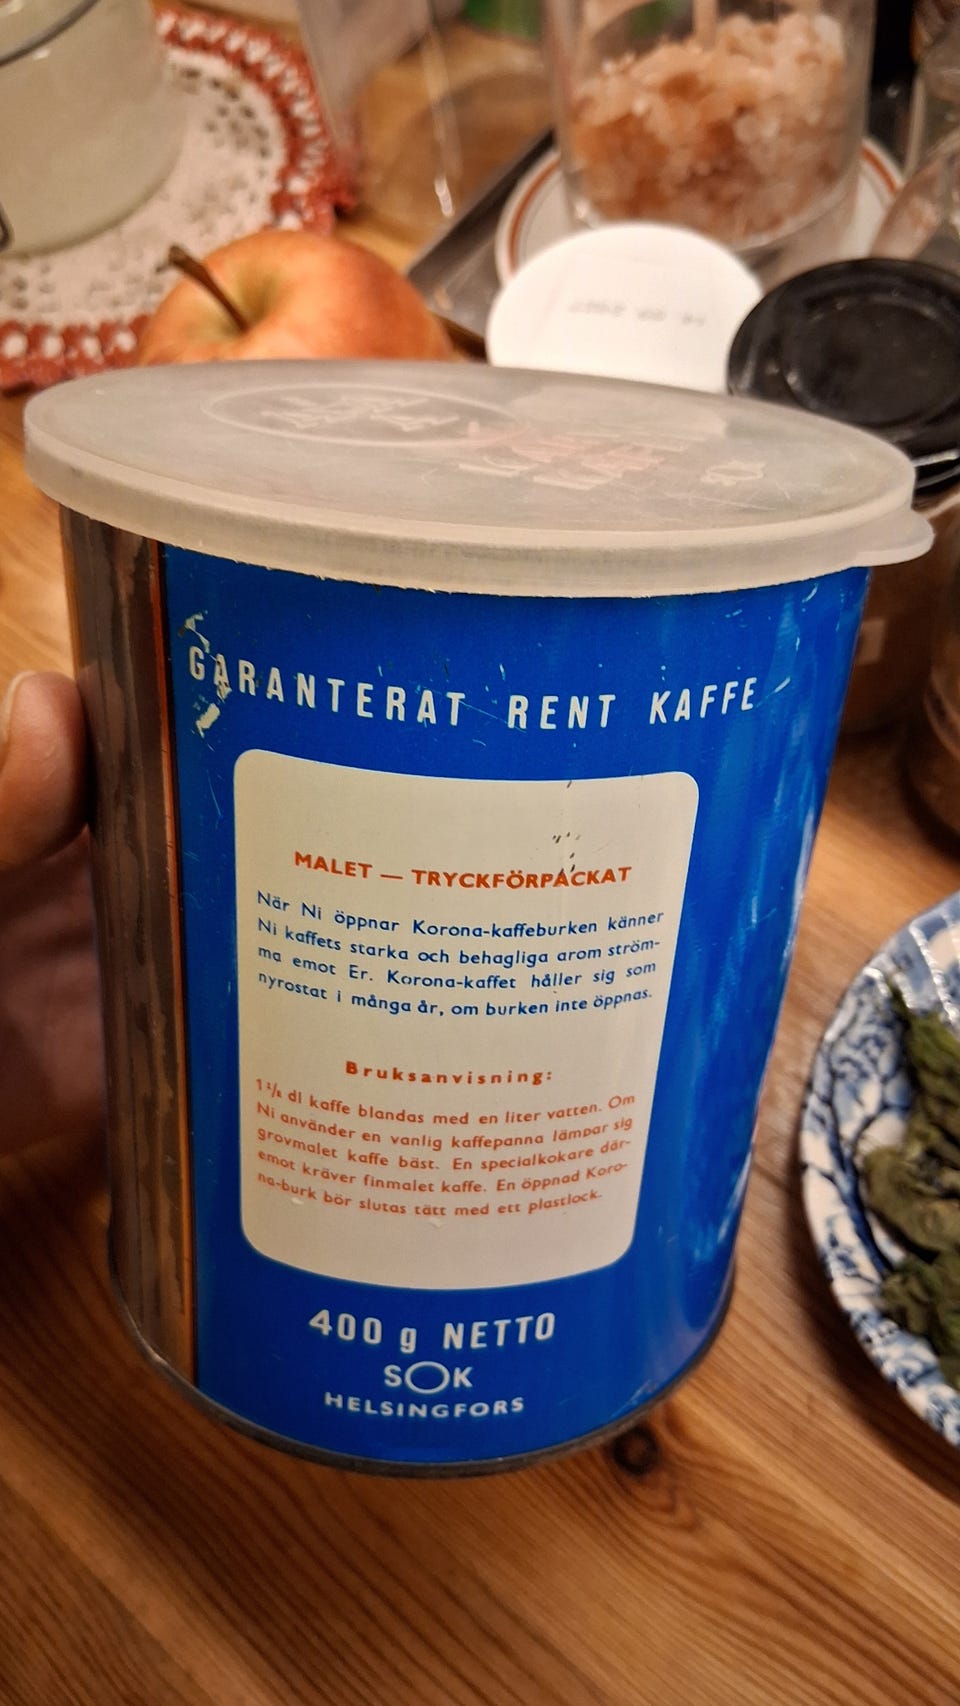 GARANTERAT RENT KAFFE
MALET — TRYCKFÖRPACKAT
När Ni öppnar Korona-kaffeburken känner
Ni kaffets starka och behagliga arom ström-
ma emot Er. Korona-kaffet håller sig som
nyrostat i många år, om burken inte öppnas.
Bruksanvisning:
dl kaffe blandas med en liter vatten. Om
Ni använder en vanlig kaffepanna lämpar sig
grovmalet kaffe bäst. En specialkokare där-
emot kräver finmalet kaffe. En öppnad Koro-
na-burk bör slutas tätt med ett plastlock.
400 g NETTO
SOK
HELSINGFORS